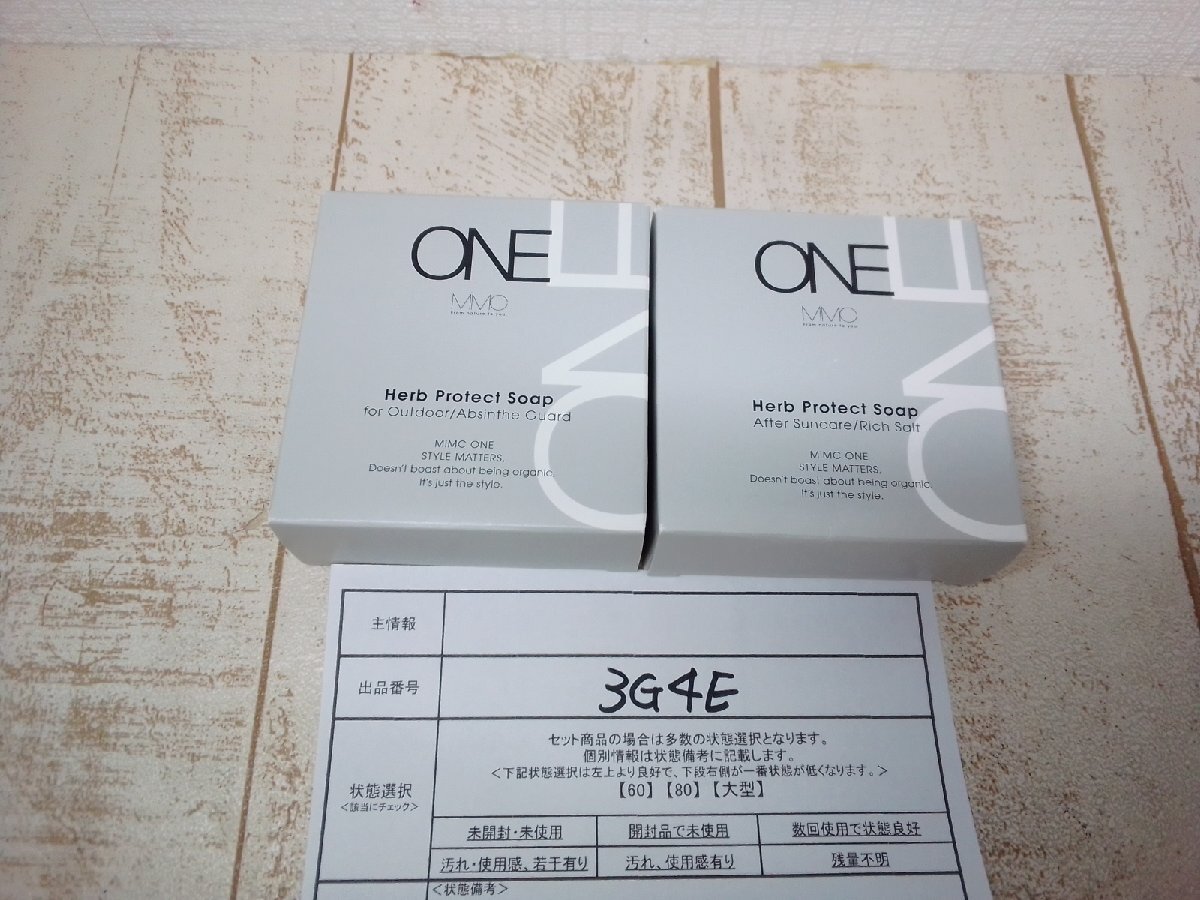 ONE
MIMC
from nature to you
Herb Protect Soap
for Outdoor/Absinthe Guard
MIMC ONE
STYLE MATTERS.
Doesn't boast about being organic.
It's just the style.
ONE
MIMC
from nature to you
Herb Protect Soap
After Suncare/Rich Salt
MIMC ONE
STYLE MATTERS.
Doesn't boast about being organic.
It's just the style.
主情報
出品番号
3G4E
状態選択
<該当にチェック>
セット商品の場合は多数の状態選択となります。
個別情報は状態備考に記載します。
<下記状態選択は左上より良好で、下段右側が一番状態が低くなります。>
【60】【80】【大型】
未開封・未使用 開封品で未使用 数回使用で状態良好
汚れ・使用感、若干有り 汚れ、使用感有り 残量不明
<状態備考>